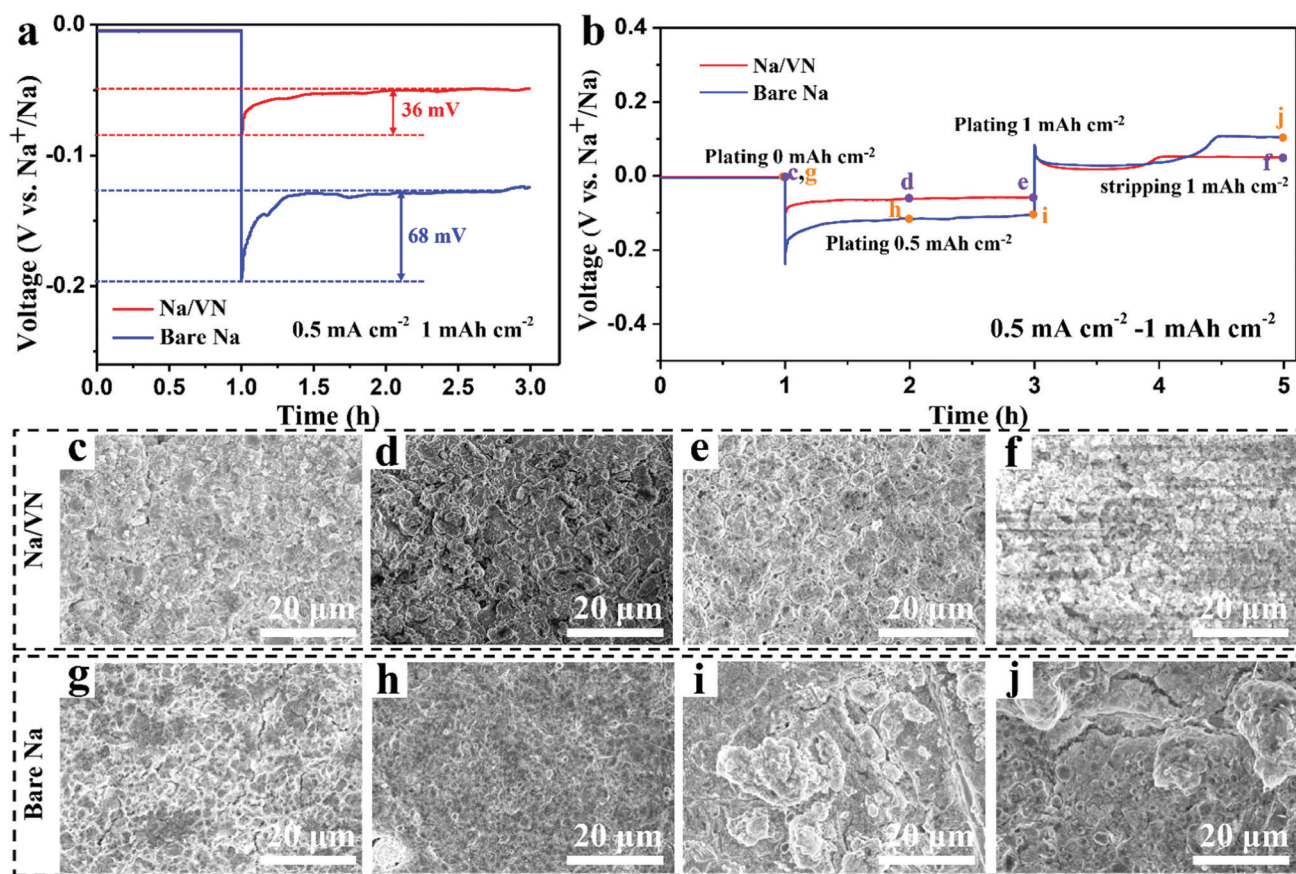 a
Voltage (V vs. Na⁺/Na)
0.0
-0.1
-0.2
36 mV
68 mV
Na/VN
Bare Na
0.5 mA cm⁻² 1 mAh cm⁻²
0.0 0.5 1.0 1.5 2.0 2.5 3.0
Time (h)
b
Voltage (V vs. Na⁺/Na)
0.4
0.2
0.0
-0.2
-0.4
Na/VN
Bare Na
Plating 0 mAh cm⁻²
Plating 1 mAh cm⁻²
c,g
d
e
h
i
j
f
stripping 1 mAh cm⁻²
Plating 0.5 mAh cm⁻²
0.5 mA cm⁻² -1 mAh cm⁻²
0 1 2 3 4 5
Time (h)
Na/VN
c
20 μm
d
20 μm
e
20 μm
f
20 μm
Bare Na
g
20 μm
h
20 μm
i
20 μm
j
20 μm